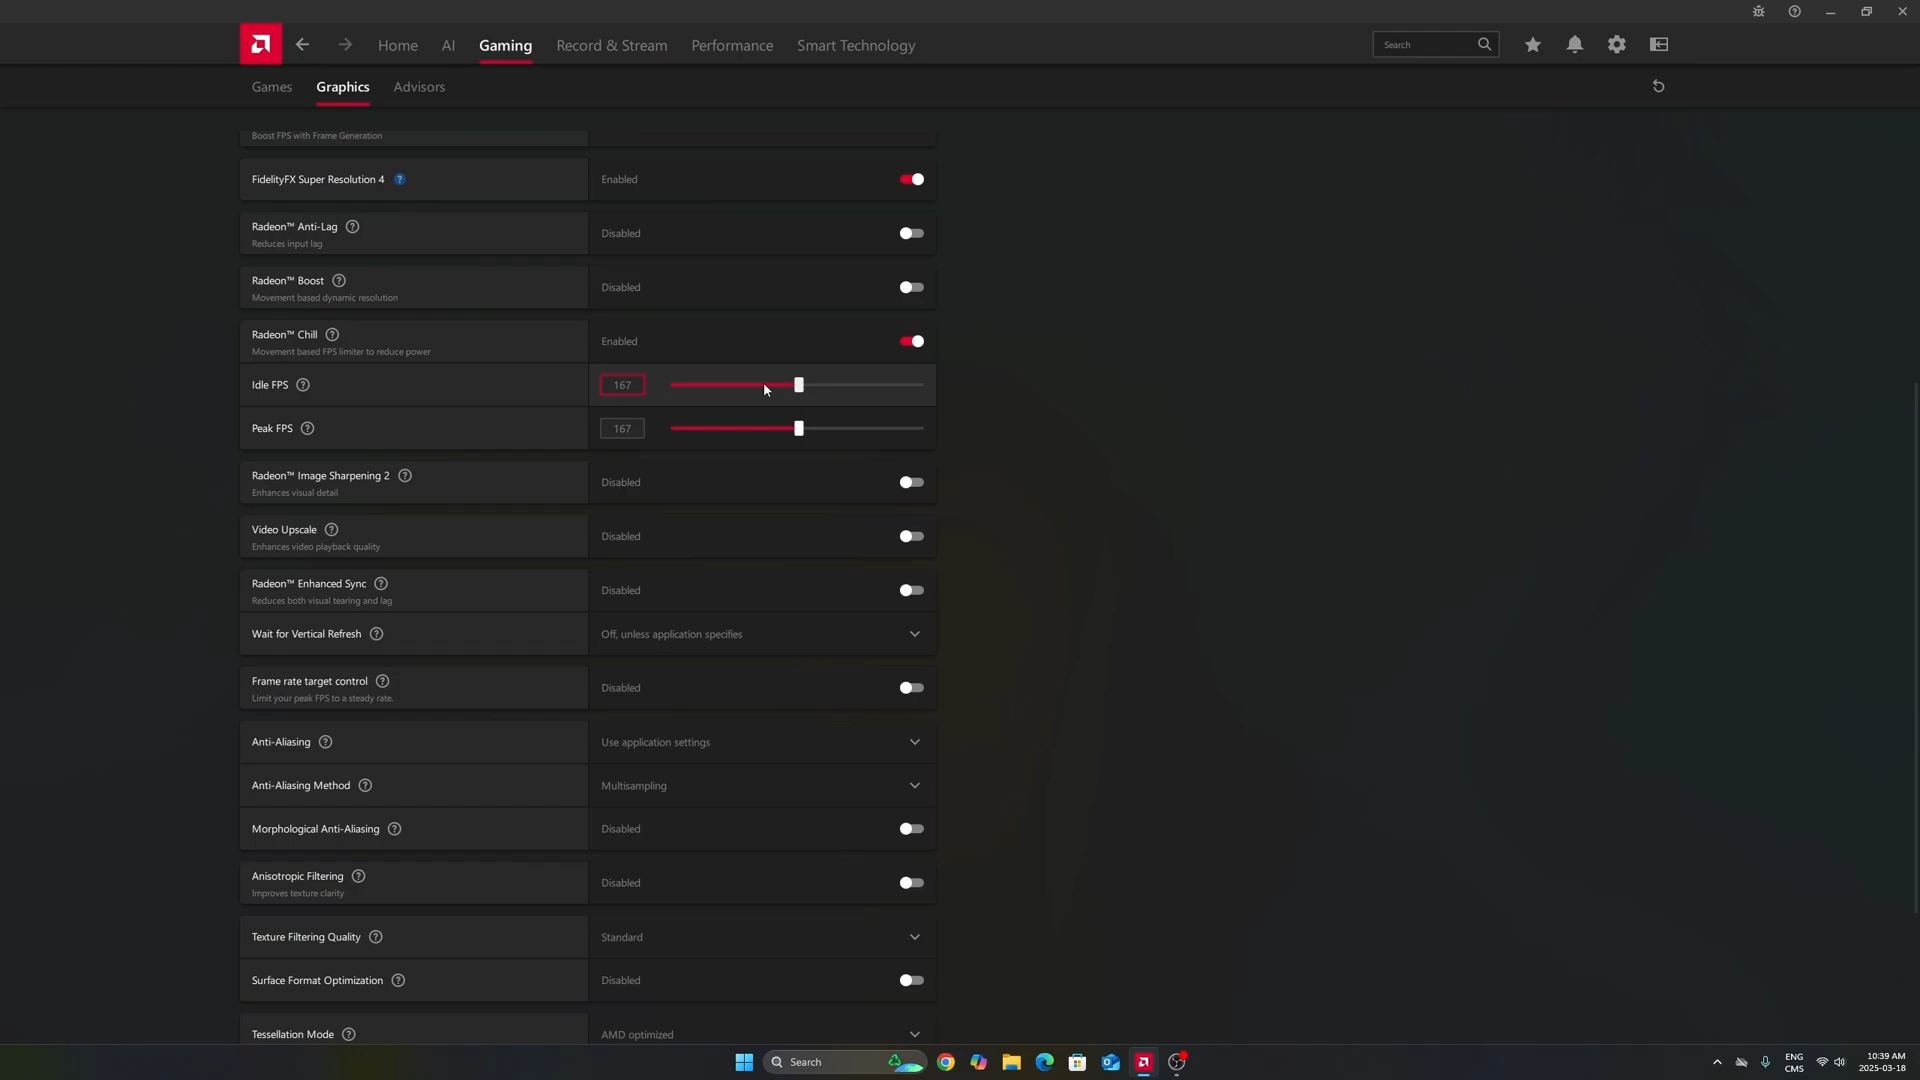 Home
AI
Gaming
Record & Stream
Performance
Smart Technology
Search
Games
Graphics
Advisors
Boost FPS with Frame Generation
FidelityFX Super Resolution 4
Enabled
Radeon™ Anti-Lag
Reduces input lag
Disabled
Radeon™ Boost
Movement based dynamic resolution
Disabled
Radeon™ Chill
Movement based FPS limiter to reduce power
Enabled
Idle FPS
167
Peak FPS
167
Radeon™ Image Sharpening 2
Enhances visual detail
Disabled
Video Upscale
Enhances video playback quality
Disabled
Radeon™ Enhanced Sync
Reduces both visual tearing and lag
Disabled
Wait for Vertical Refresh
Off, unless application specifies
Frame rate target control
Limit your peak FPS to a steady rate.
Disabled
Anti-Aliasing
Use application settings
Anti-Aliasing Method
Multisampling
Morphological Anti-Aliasing
Disabled
Anisotropic Filtering
Improves texture clarity
Disabled
Texture Filtering Quality
Standard
Surface Format Optimization
Disabled
Tessellation Mode
AMD optimized
Search
ENG
CMS
10:39 AM
2025-03-18